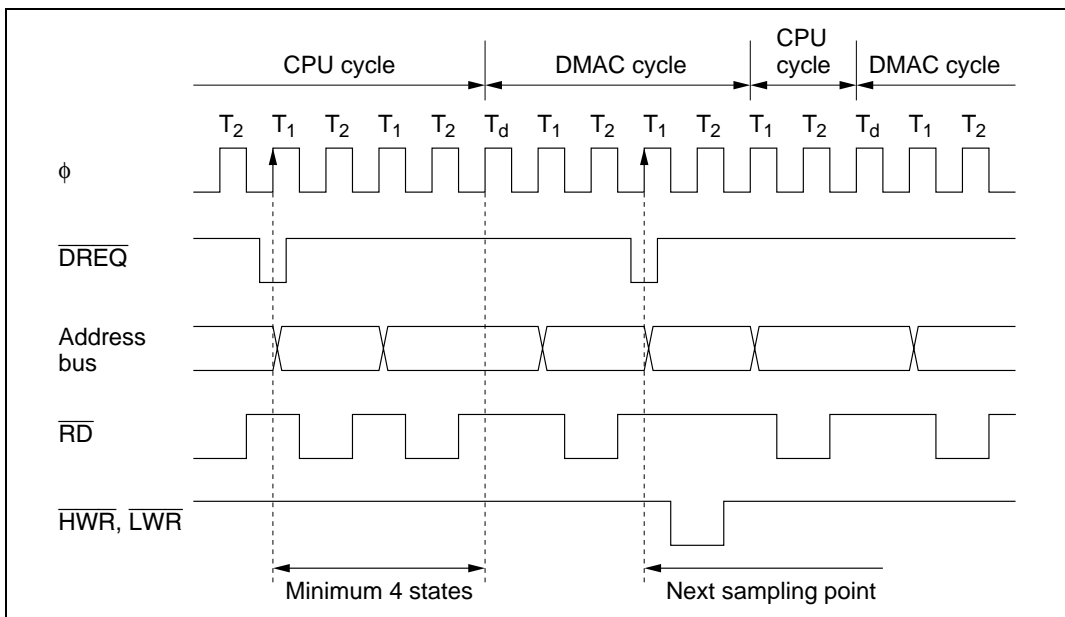 CPU cycle DMAC cycle CPU cycle DMAC cycle
T2 T1 T2 T1 T2 Td T1 T2 T1 T2 T1 T2 Td T1 T2
φ
DREQ
Address
bus
RD
HWR, LWR
Minimum 4 states Next sampling point